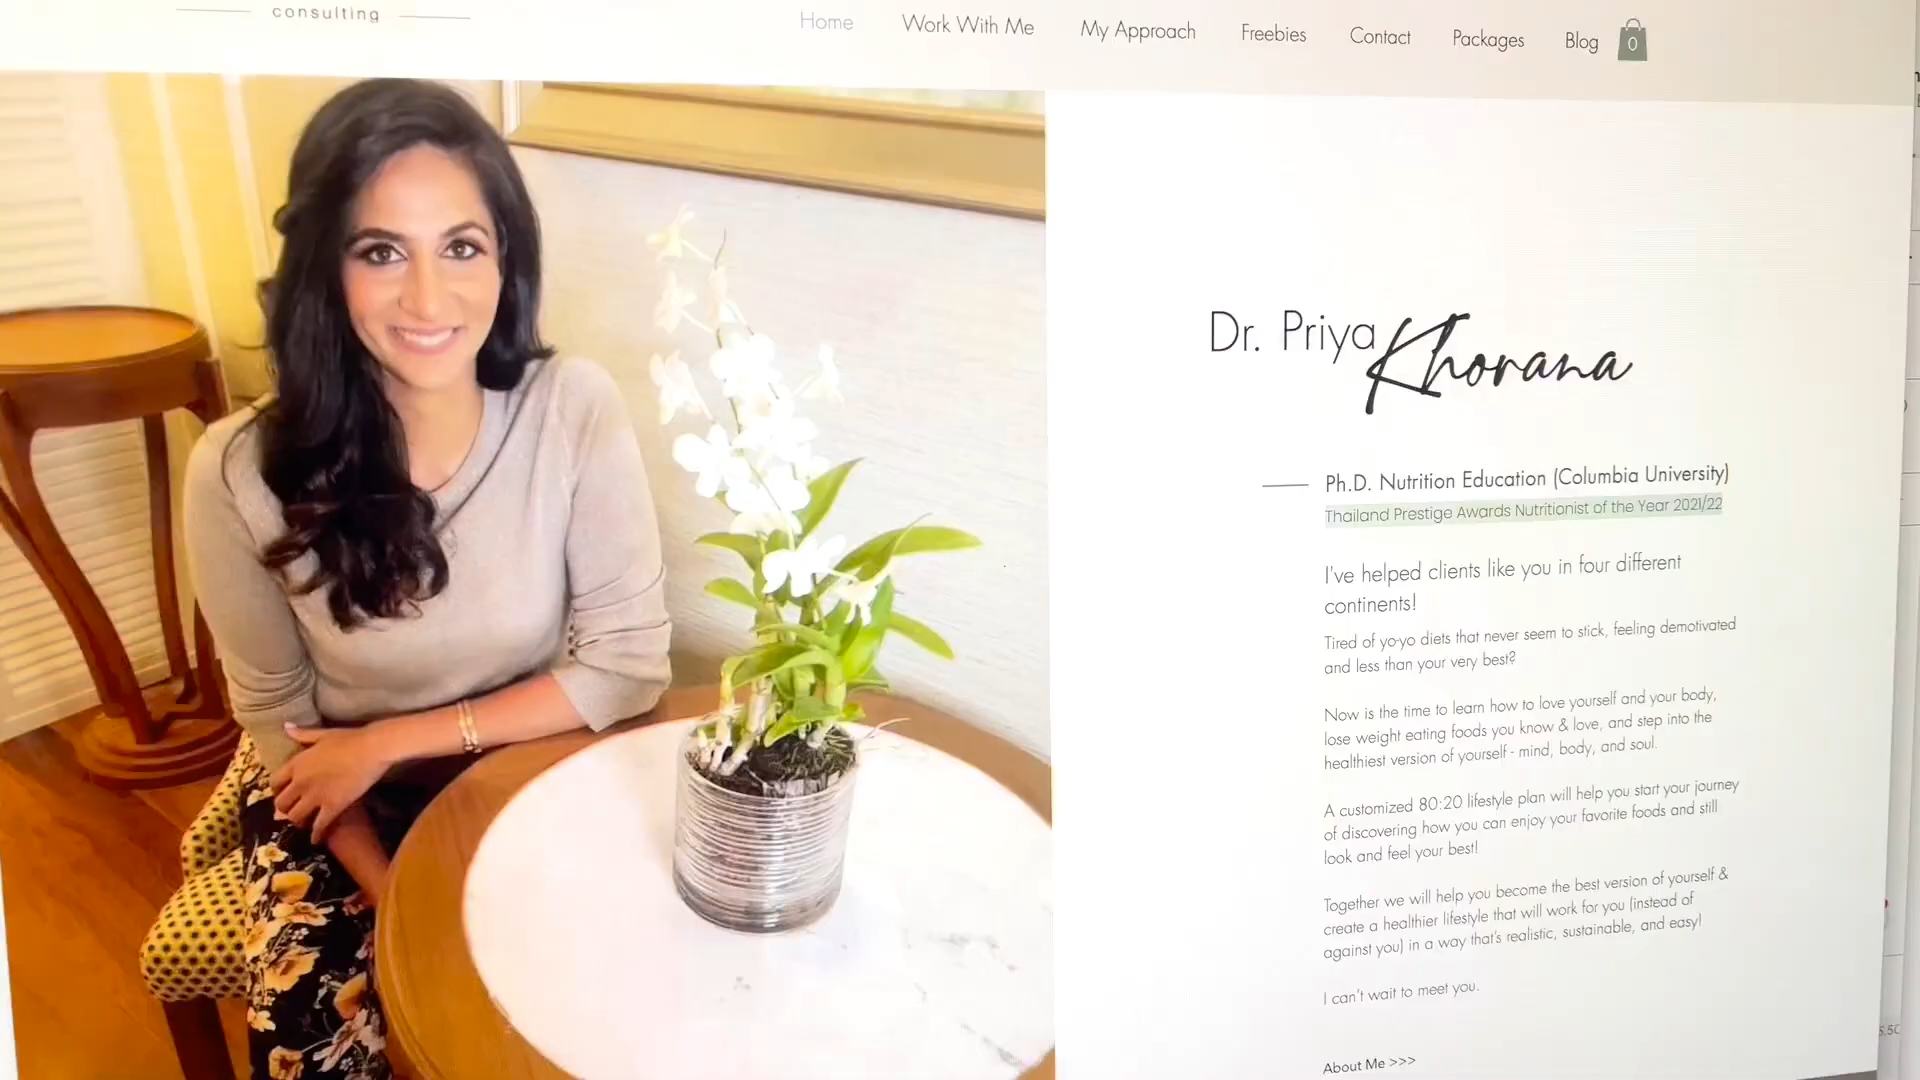 consulting
Home Work With Me My Approach Freebies Contact Packages Blog 0
Dr. Priya Khorana
Ph.D. Nutrition Education (Columbia University)
Thailand Prestige Awards Nutritionist of the Year 2021/22
I've helped clients like you in four different
continents!
Tired of yo-yo diets that never seem to stick, feeling demotivated
and less than your very best?
Now is the time to learn how to love yourself and your body,
lose weight eating foods you know & love, and step into the
healthiest version of yourself - mind, body, and soul.
A customized 80:20 lifestyle plan will help you start your journey
of discovering how you can enjoy your favorite foods and still
look and feel your best!
Together we will help you become the best version of yourself &
create a healthier lifestyle that will work for you (instead of
against you) in a way that's realistic, sustainable, and easy!
I can't wait to meet you.
About Me >>>